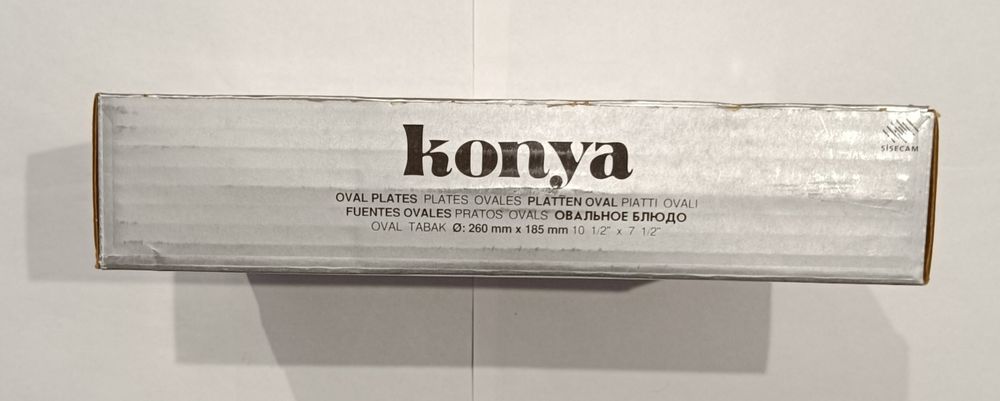 konya
ŞİŞECAM
OVAL PLATES PLATES OVALES PLATTEN OVAL PIATTI OVALI
FUENTES OVALES PRATOS OVALS ОВАЛЬНОЕ БЛЮДО
OVAL TABAK Ø: 260 mm x 185 mm 10 1/2" x 7 1/2"